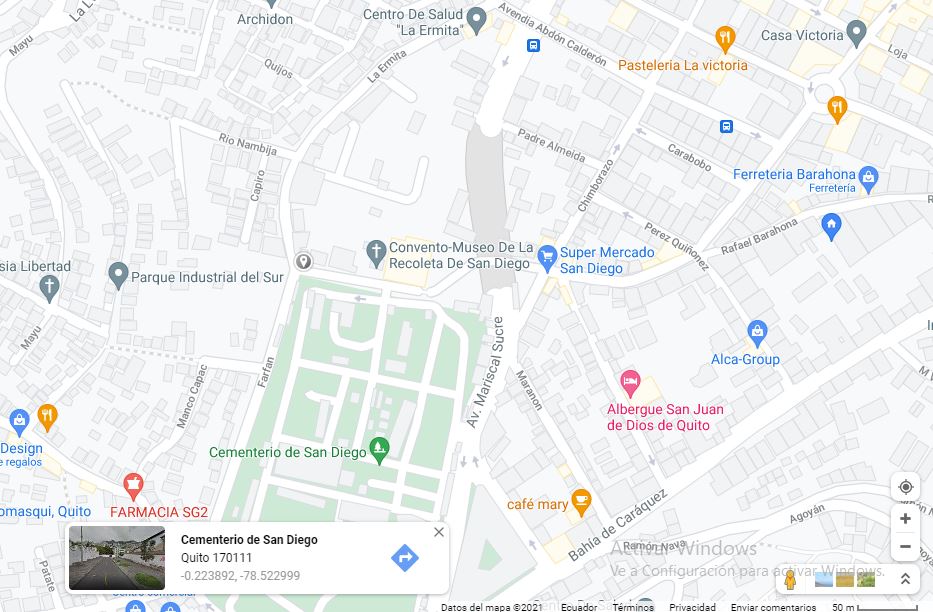 La L
Archidon
Centro De Salud
"La Ermita"
Avenida Abdón Calderón
Casa Victoria
Loja
Mayu
Quijos
La Ermita
Pastelería La victoria
Rio Nambija
Padre Almeida
Carabobo
Capiro
Chimborazo
Ferreteria Barahona
Ferretería
Perez Quiñonez
Rafael Barahona
Convento-Museo De La
Recoleta De San Diego
Super Mercado
San Diego
sia Libertad
Parque Industrial del Sur
Mayu
Farfan
Av. Mariscal Sucre
Alca-Group
Manco Capac
Maranon
Albergue San Juan
de Dios de Quito
Design
e regalos
Cementerio de San Diego
café mary
Bahía de Caráquez
omasqui, Quito
FARMACIA SG2
Agoyán
Ramón Nava
Patate
Cementerio de San Diego
Quito 170111
-0.223892, -78.522999
Activar Windows
Ve a Configuración para activar Windows.
Datos del mapa ©2021
Ecuador
Términos
Privacidad
Enviar comentarios
50 m